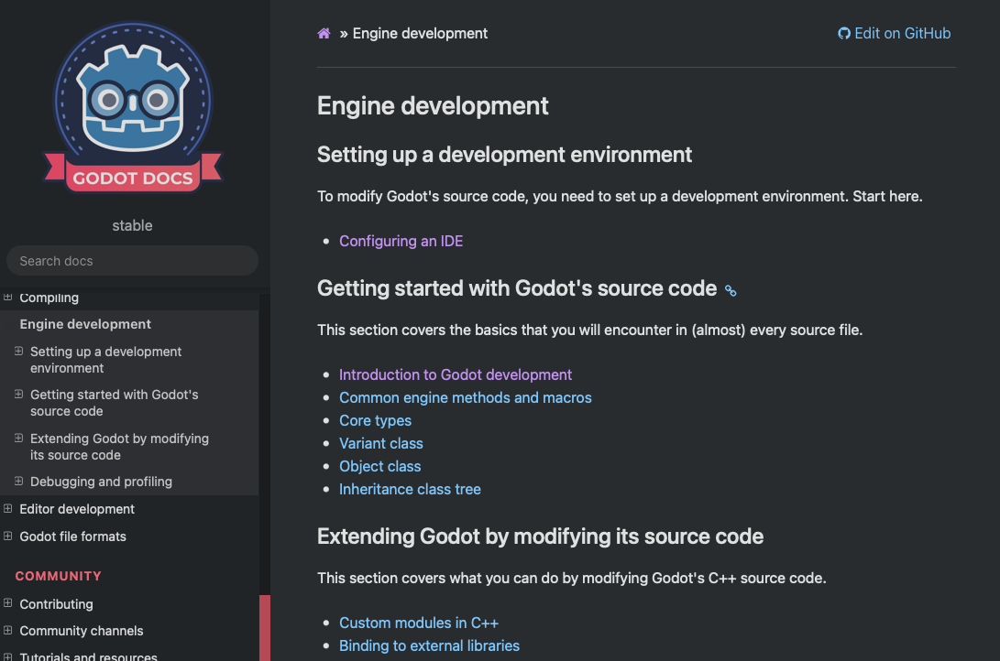 GODOT DOCS
stable
Search docs
Compiling
Engine development
Setting up a development
environment
Getting started with Godot's
source code
Extending Godot by modifying
its source code
Debugging and profiling
Editor development
Godot file formats
COMMUNITY
Contributing
Community channels
Tutorials and resources
» Engine development
Edit on GitHub
Engine development
Setting up a development environment
To modify Godot's source code, you need to set up a development environment. Start here.
Configuring an IDE
Getting started with Godot's source code
This section covers the basics that you will encounter in (almost) every source file.
Introduction to Godot development
Common engine methods and macros
Core types
Variant class
Object class
Inheritance class tree
Extending Godot by modifying its source code
This section covers what you can do by modifying Godot's C++ source code.
Custom modules in C++
Binding to external libraries